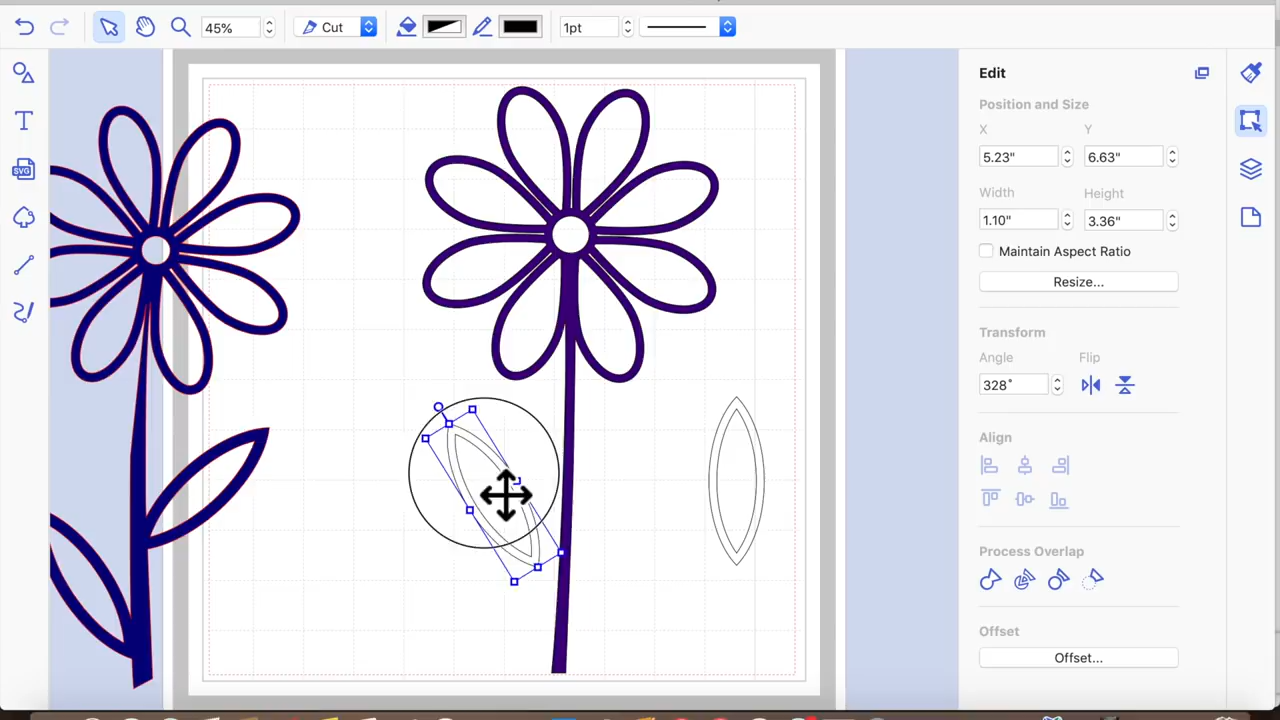 45%
Cut
1pt
T
SVG
Edit
Position and Size
X
Y
5.23"
6.63"
Width
Height
1.10"
3.36"
Maintain Aspect Ratio
Resize...
Transform
Angle
Flip
328°
Align
Process Overlap
Offset
Offset...